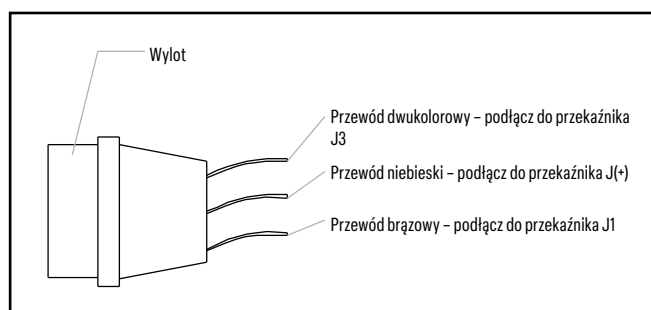 Wylot
Przewód dwukolorowy – podłącz do przekaźnika
J3
Przewód niebieski – podłącz do przekaźnika J(+)
Przewód brązowy – podłącz do przekaźnika J1